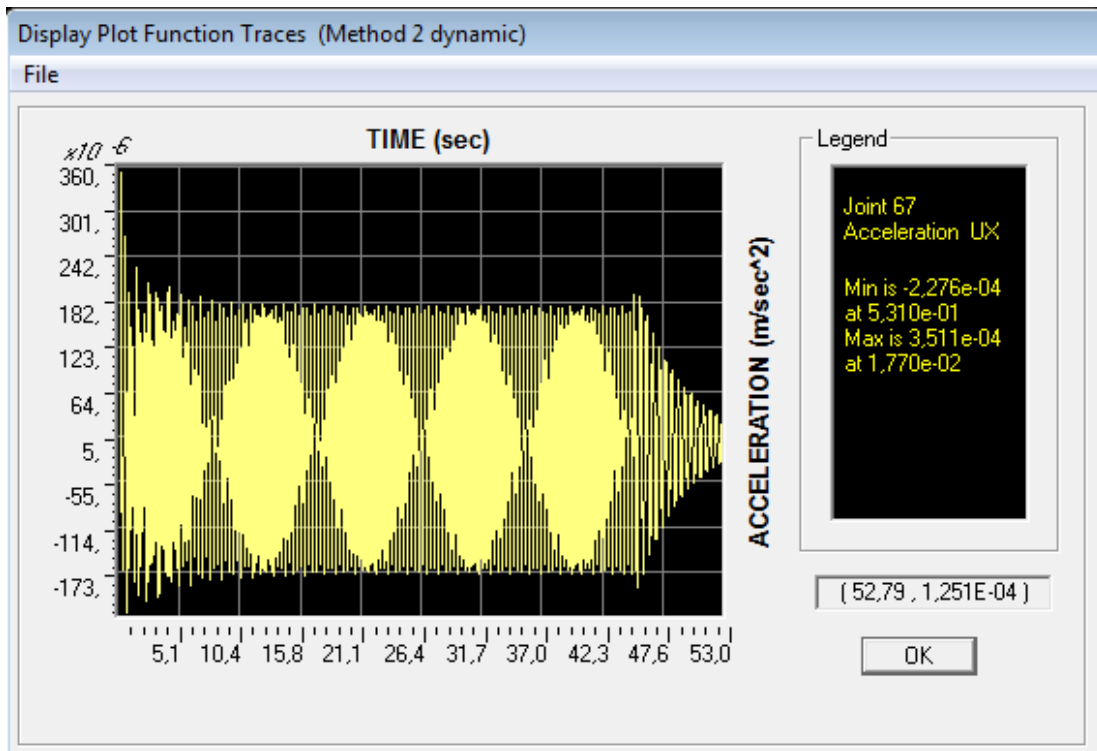 Display Plot Function Traces (Method 2 dynamic)
File
TIME (sec)
x10 -6
360,
301,
242,
182,
123,
64,
5,
-55,
-114,
-173,
5,1 10,4 15,8 21,1 26,4 31,7 37,0 42,3 47,6 53,0
ACCELERATION (m/sec^2)
Legend
Joint 67
Acceleration UX
Min is -2,276e-04
at 5,310e-01
Max is 3,511e-04
at 1,770e-02
( 52,79 , 1,251E-04 )
OK